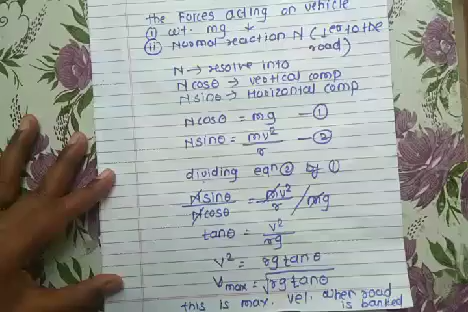 the Forces acting on vehicle
(i) wt. mg ↓
(ii) Normal reaction N (⊥er to the road)
N → resolve into
N cosθ → vertical comp
N sinθ → Horizontal comp
N cosθ = mg — ①
N sinθ = mv²/r — ②
dividing eqn ② by ①
N sinθ / N cosθ = mv²/r / mg
tanθ = v²/rg
v² = rg tanθ
Vmax = √rg tanθ
this is max. vel. when road is banked